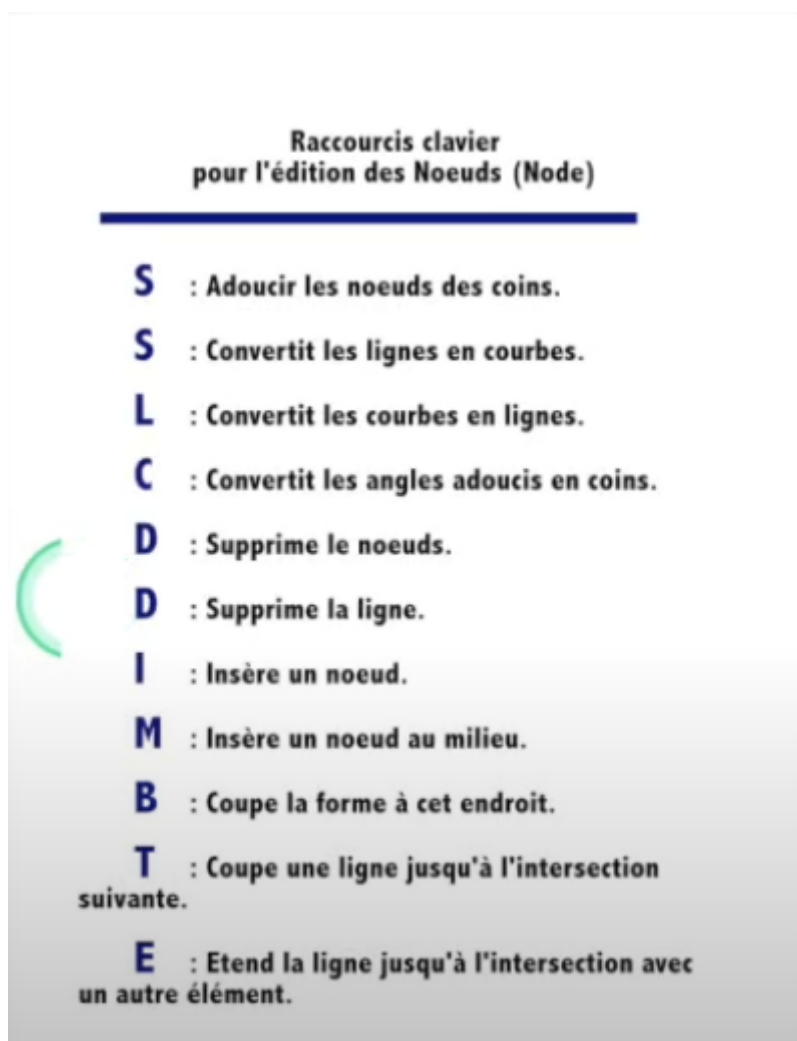 Raccourcis clavier
pour l'édition des Noeuds (Node)
S : Adoucir les noeuds des coins.
S : Convertit les lignes en courbes.
L : Convertit les courbes en lignes.
C : Convertit les angles adoucis en coins.
D : Supprime le noeuds.
D : Supprime la ligne.
I : Insère un noeud.
M : Insère un noeud au milieu.
B : Coupe la forme à cet endroit.
T : Coupe une ligne jusqu'à l'intersection
suivante.
E : Etend la ligne jusqu'à l'intersection avec
un autre élément.